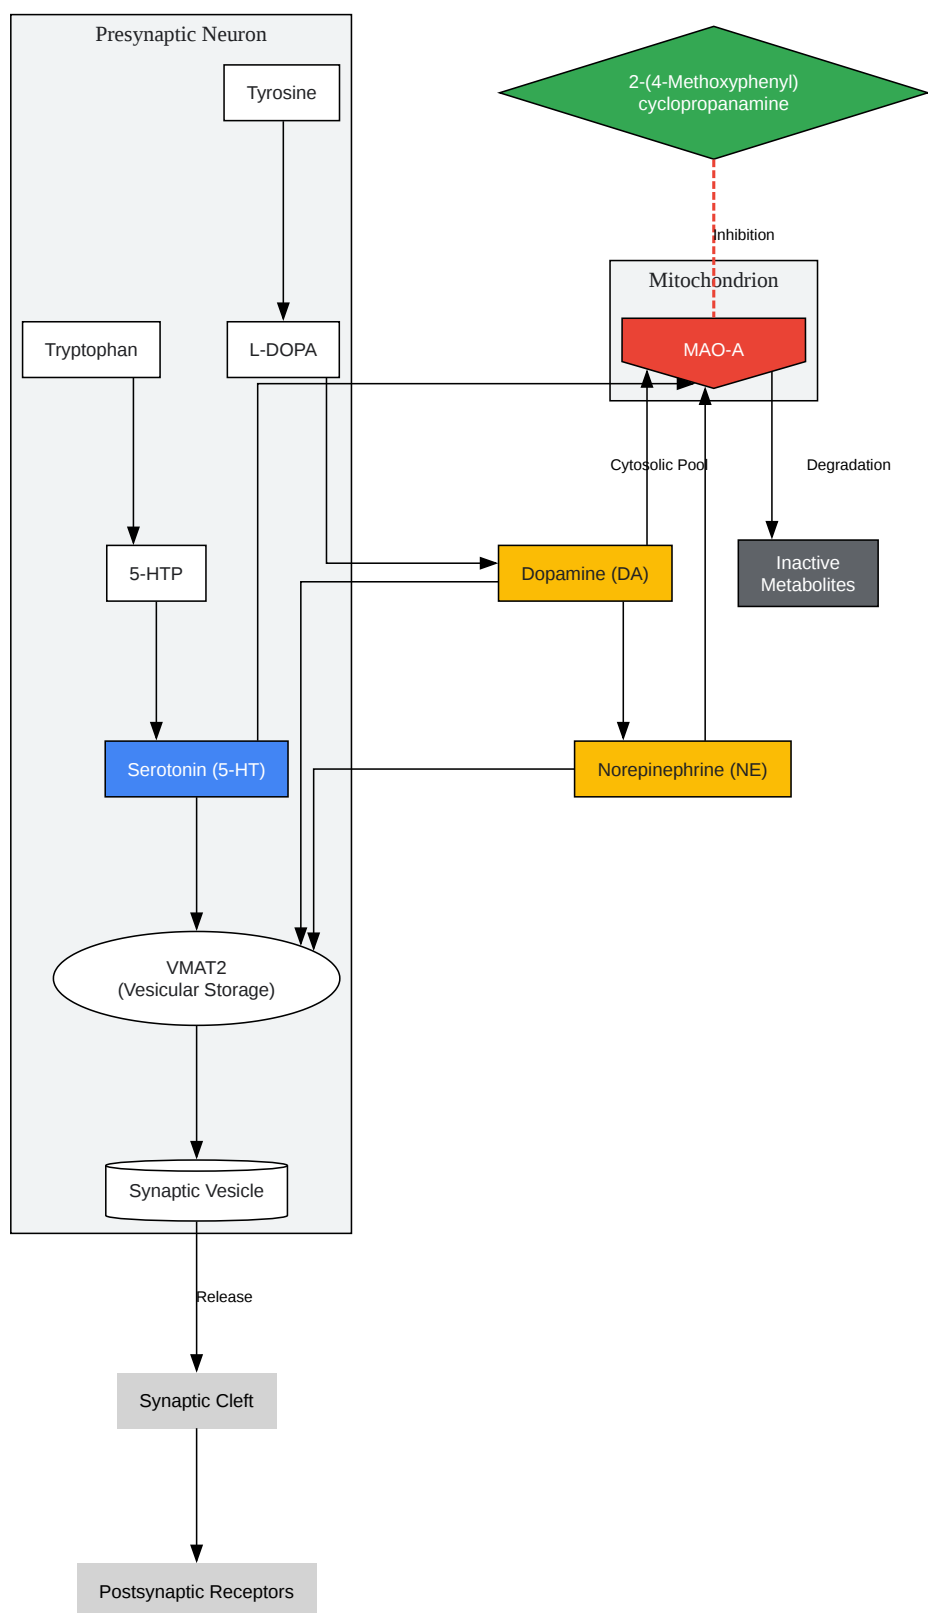 Presynaptic Neuron
Tyrosine
2-(4-Methoxyphenyl)
cyclopropanamine
Inhibition
Mitochondrion
Tryptophan
L-DOPA
MAO-A
Cytosolic Pool
Degradation
5-HTP
Dopamine (DA)
Inactive
Metabolites
Serotonin (5-HT)
Norepinephrine (NE)
VMAT2
(Vesicular Storage)
Synaptic Vesicle
Release
Synaptic Cleft
Postsynaptic Receptors